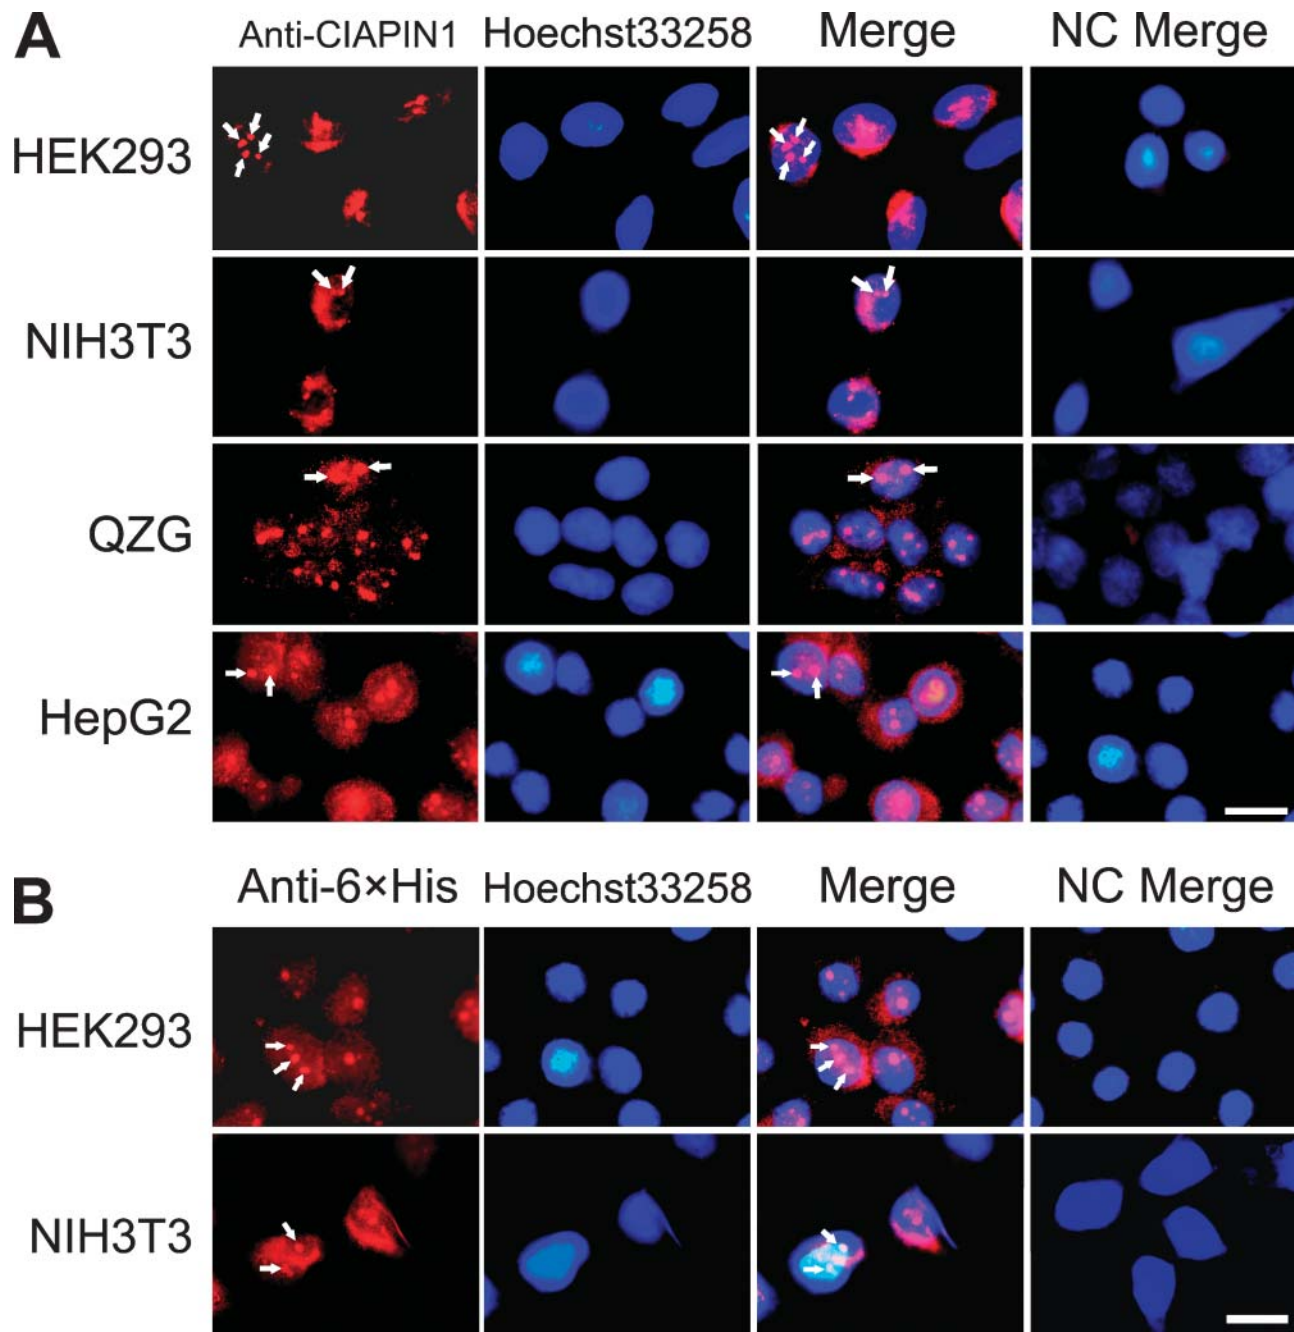 A
Anti-CIAPIN1 Hoechst33258 Merge NC Merge
HEK293
NIH3T3
QZG
HepG2
B
Anti-6×His Hoechst33258 Merge NC Merge
HEK293
NIH3T3